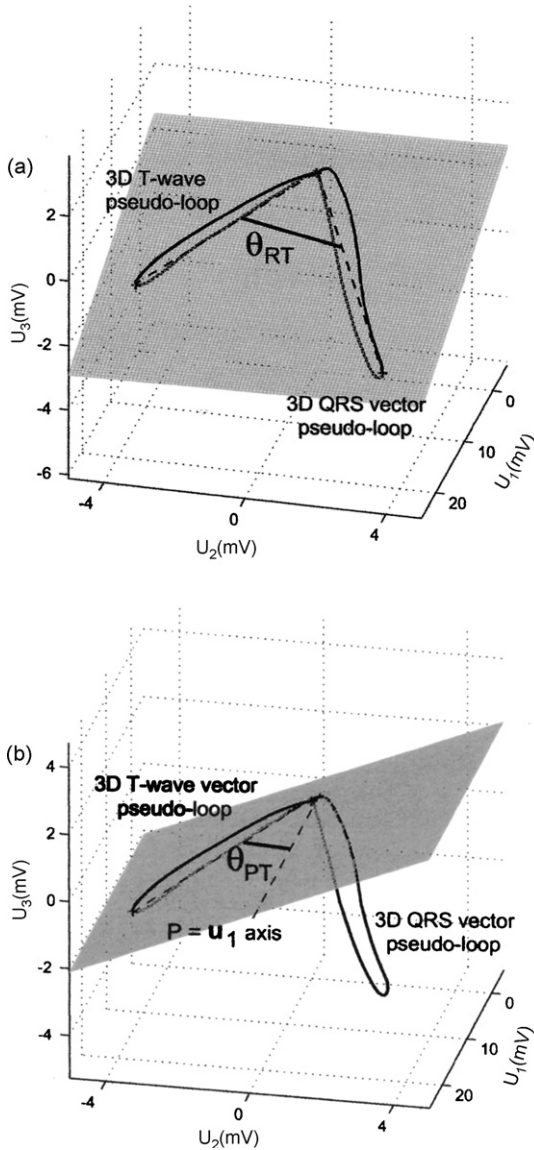 (a)
3D T-wave
pseudo-loop
θRT
3D QRS vector
pseudo-loop
U3(mV)
2
0
-2
-4
-6
-4
0
4
U2(mV)
0
10
20
U1(mV)
(b)
3D T-wave vector
pseudo-loop
θPT
P = u1 axis
3D QRS vector
pseudo-loop
U3(mV)
4
2
0
-2
-4
-4
0
4
U2(mV)
0
10
20
U1(mV)